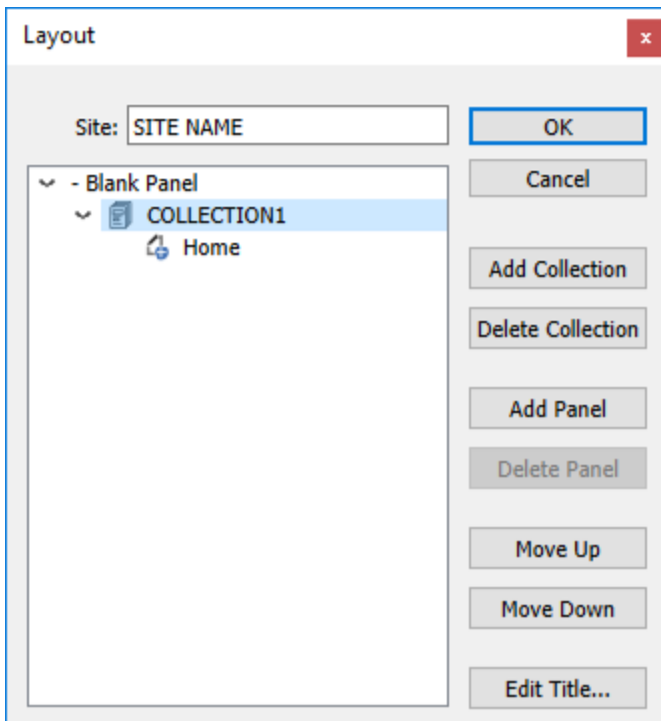 Layout
x
Site: SITE NAME
OK
Cancel
- Blank Panel
COLLECTION1
Home
Add Collection
Delete Collection
Add Panel
Delete Panel
Move Up
Move Down
Edit Title...